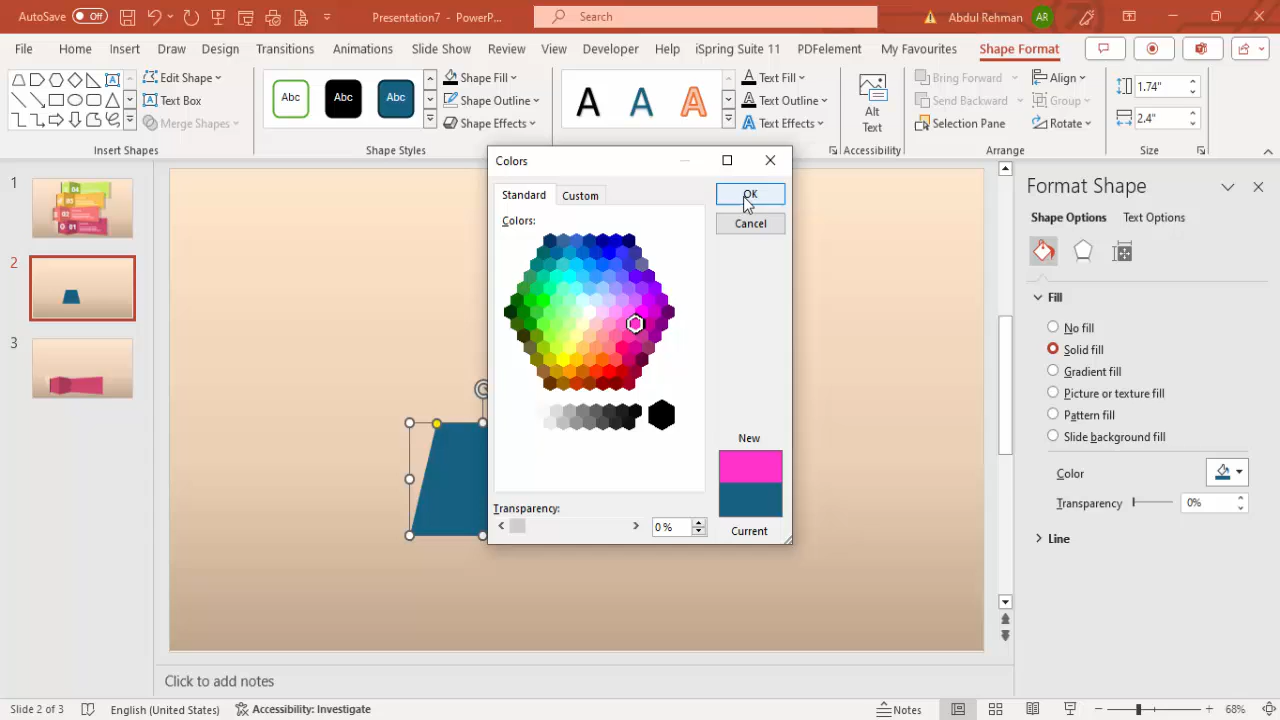 AutoSave Off Presentation7 - PowerP... Search Abdul Rehman AR
File Home Insert Draw Design Transitions Animations Slide Show Review View Developer Help iSpring Suite 11 PDFelement My Favourites Shape Format
Edit Shape
Text Box
Merge Shapes
Insert Shapes
Abc Abc Abc
Shape Fill
Shape Outline
Shape Effects
Shape Styles
A A A
A Text Fill
A Text Outline
A Text Effects
Alt Text
Accessibility
Bring Forward
Send Backward
Selection Pane
Align
Group
Rotate
Arrange
1.74"
2.4"
Size
1
04
01
2
3
Colors
Standard Custom
OK
Cancel
Colors:
New
Current
Transparency:
0 %
Format Shape
Shape Options Text Options
Fill
No fill
Solid fill
Gradient fill
Picture or texture fill
Pattern fill
Slide background fill
Color
Transparency 0%
Line
Click to add notes
Slide 2 of 3 English (United States) Accessibility: Investigate Notes 68%